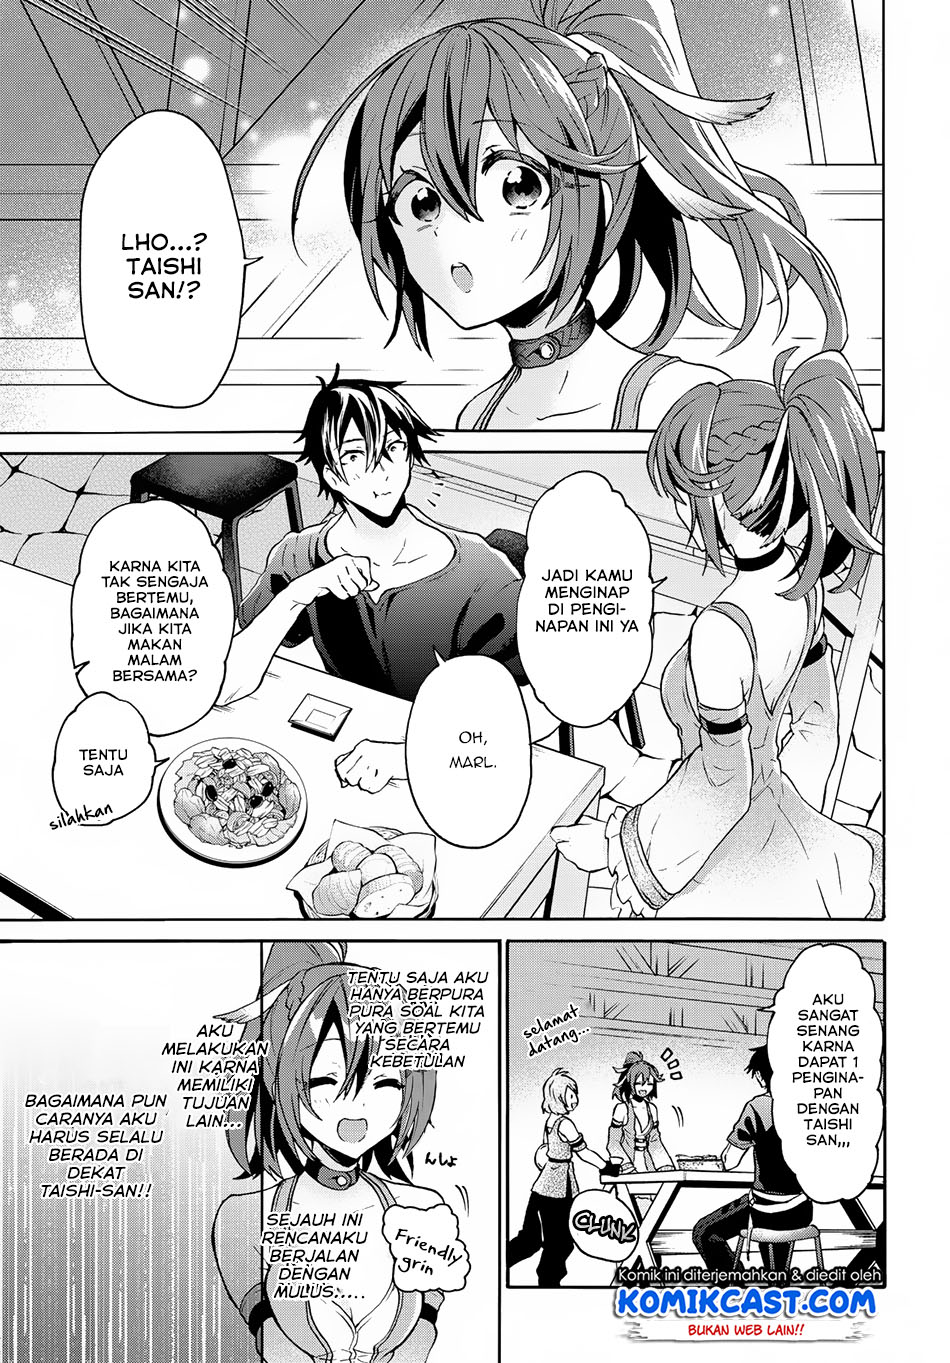 LHO...?
TAISHI
SAN!?
JADI KAMU
MENGINAP
DI PENGI-
NAPAN INI YA
OH,
MARL.
KARNA KITA
TAK SENGAJA
BERTEMU,
BAGAIMANA
JIKA KITA
MAKAN
MALAM
BERSAMA?
TENTU
SAJA
silahkan
AKU
SANGAT
SENANG
KARNA
DAPAT 1
PENGINA-
PAN
DENGAN
TAISHI
SAN,,,
selamat
datang...
CLUNK
TENTU SAJA AKU
HANYA BERPURA
PURA SOAL KITA
YANG BERTEMU
SECARA
KEBETULAN
AKU
MELAKUKAN
INI KARNA
MEMILIKI
TUJUAN
LAIN...
BAGAIMANA PUN
CARANYA AKU
HARUS SELALU
BERADA DI
DEKAT
TAISHI-SAN!!
んしょ
SEJAUH INI
RENCANAKU
BERJALAN
DENGAN
MULUS.....
Friendly
grin
Komik ini diterjemahkan & diedit oleh
KOMIKCAST.COM
BUKAN WEB LAIN!!